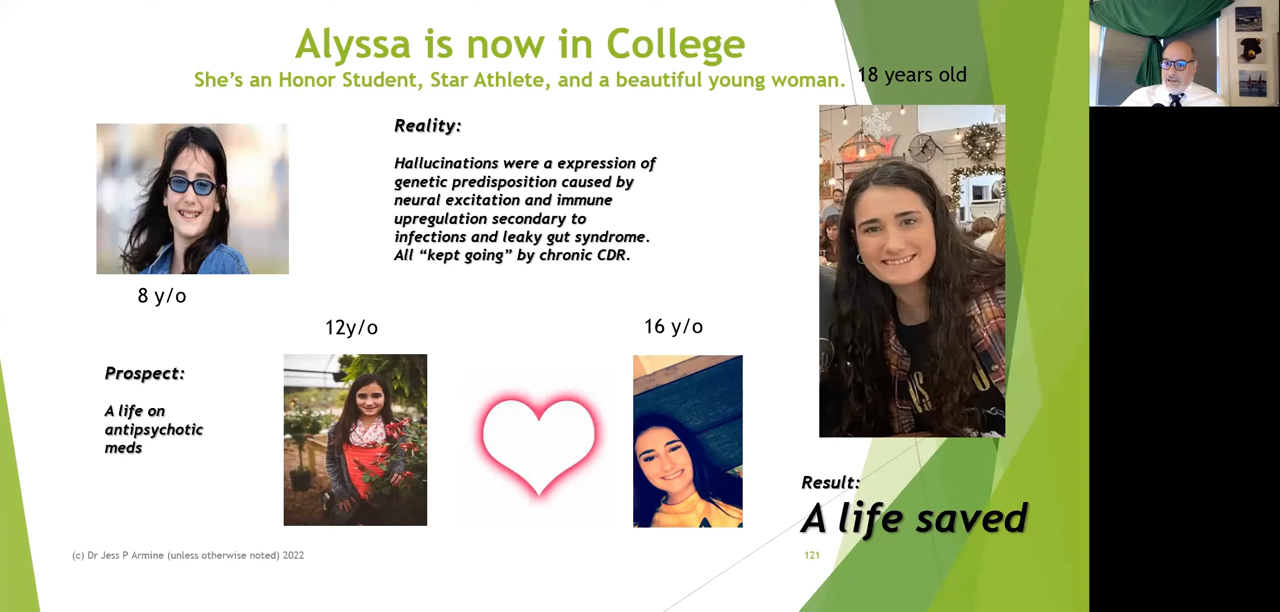 Alyssa is now in College
She's an Honor Student, Star Athlete, and a beautiful young woman.
18 years old
Reality:
Hallucinations were a expression of
genetic predisposition caused by
neural excitation and immune
upregulation secondary to
infections and leaky gut syndrome.
All “kept going” by chronic CDR.
8 y/o
12y/o
16 y/o
Prospect:
A life on
antipsychotic
meds
Result:
A life saved
(c) Dr Jess P Armine (unless otherwise noted) 2022
121